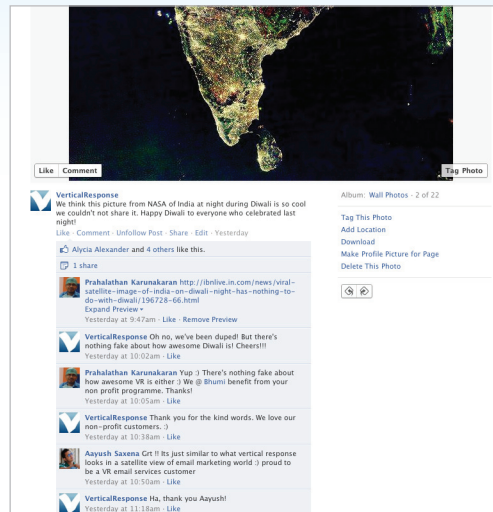 Like Comment
Tag Photo
VerticalResponse
We think this picture from NASA of India at night during Diwali is so cool
we couldn't not share it. Happy Diwali to everyone who celebrated last
night!
Like · Comment · Unfollow Post · Share · Edit · Yesterday
Alycia Alexander and 4 others like this.
1 share
Prahalathan Karunakaran http://ibnlive.in.com/news/viral-
satellite-image-of-india-on-diwali-night-has-nothing-to-
do-with-diwali/196728-66.html
Expand Preview
Yesterday at 9:47am · Like · Remove Preview
VerticalResponse Oh no, we've been duped! But there's
nothing fake about how awesome Diwali is! Cheers!!!
Yesterday at 10:02am · Like
Prahalathan Karunakaran Yup :) There's nothing fake about
how awesome VR is either :) We @ Bhumi benefit from your
non profit programme. Thanks!
Yesterday at 10:05am · Like
VerticalResponse Thank you for the kind words. We love our
non-profit customers. :)
Yesterday at 10:38am · Like
Aayush Saxena Grt !! Its just similar to what vertical response
looks in a satellite view of email marketing world :) proud to
be a VR email services customer
Yesterday at 10:50am · Like
VerticalResponse Ha, thank you Aayush!
Yesterday at 11:18am · Like
Album: Wall Photos · 2 of 22
Tag This Photo
Add Location
Download
Make Profile Picture for Page
Delete This Photo